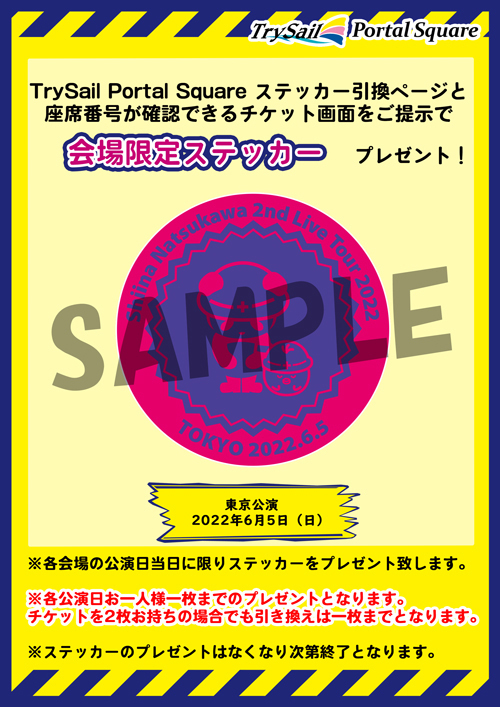 TrySail Portal Square
TrySail Portal Square ステッカー引換ページと
座席番号が確認できるチケット画面をご提示で
会場限定ステッカー プレゼント！
Shiina Natsukawa 2nd Live Tour 2022
SAMPLE
TOKYO 2022.6.5
東京公演
2022年6月5日（日）
※各会場の公演日当日に限りステッカーをプレゼント致します。
※各公演日お一人様一枚までのプレゼントとなります。
チケットを2枚お持ちの場合でも引き換えは一枚までとなります。
※ステッカーのプレゼントはなくなり次第終了となります。